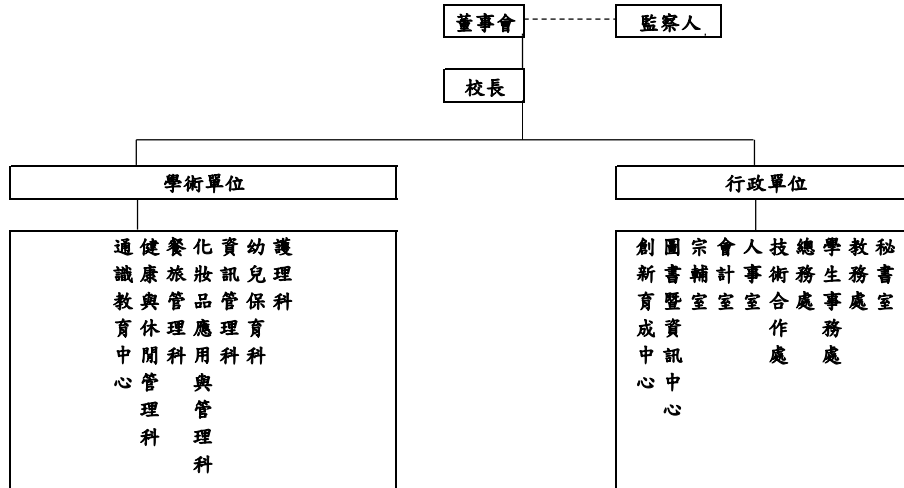 董事會
監察人
校長
學術單位
行政單位
護理科
幼兒保育科
資訊管理科
化妝品應用與管理科
餐旅管理科
健康與休閒管理科
通識教育中心
秘書室
教務處
學生事務處
總務處
技術合作處
人事室
會計室
宗輔室
圖書暨資訊中心
創新育成中心